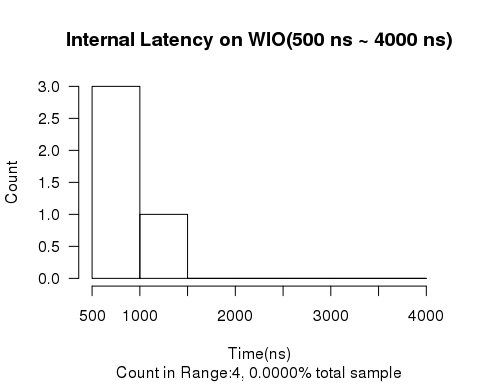 Internal Latency on WIO(500 ns ~ 4000 ns)
Count
3.0
2.5
2.0
1.5
1.0
0.5
0.0
500 1000 2000 3000 4000
Time(ns)
Count in Range:4, 0.0000% total sample